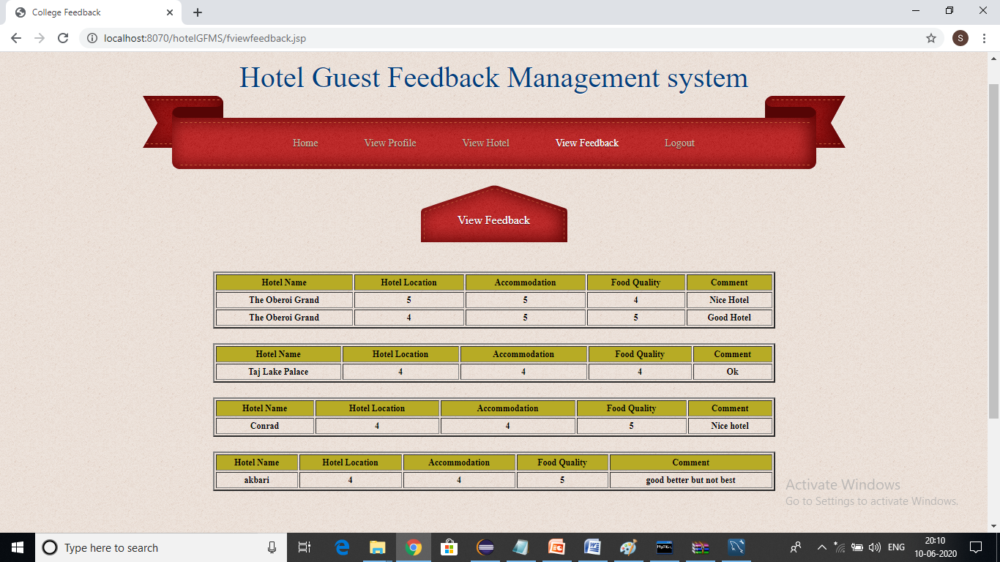 College Feedback
localhost:8070/hotelGFMS/fviewfeedback.jsp
S
Hotel Guest Feedback Management system
Home View Profile View Hotel View Feedback Logout
View Feedback
Hotel Name Hotel Location Accommodation Food Quality Comment
The Oberoi Grand 5 5 4 Nice Hotel
The Oberoi Grand 4 5 5 Good Hotel
Hotel Name Hotel Location Accommodation Food Quality Comment
Taj Lake Palace 4 4 4 Ok
Hotel Name Hotel Location Accommodation Food Quality Comment
Conrad 4 4 5 Nice hotel
Hotel Name Hotel Location Accommodation Food Quality Comment
akbari 4 4 5 good better but not best
Activate Windows
Go to Settings to activate Windows.
Type here to search
MySQL
ENG
20:10
10-06-2020